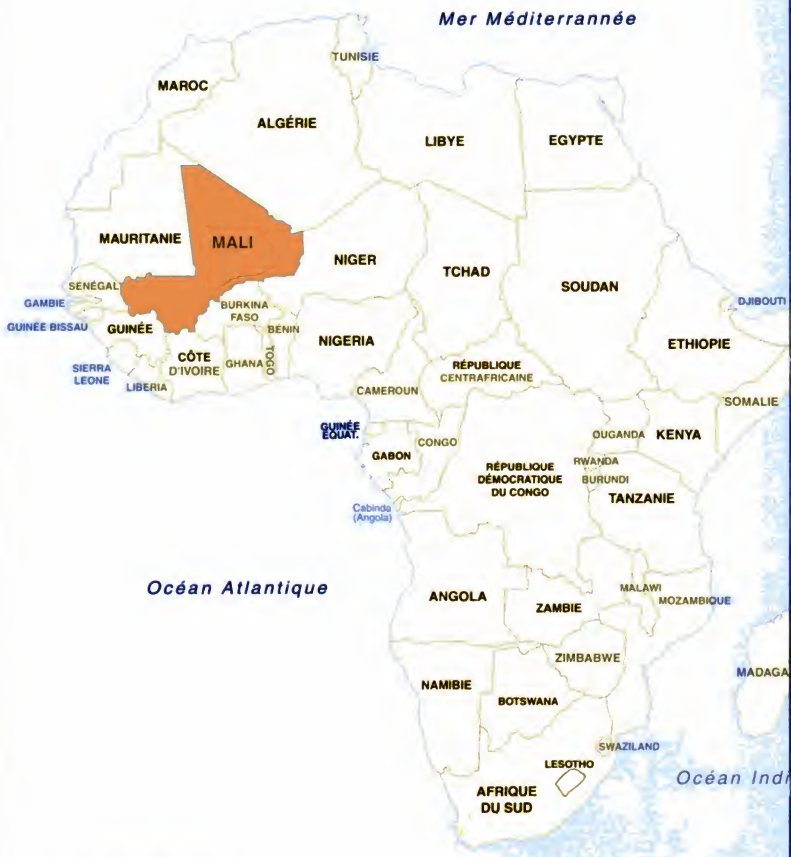 Mer Méditerrannée
TUNISIE
MAROC
ALGÉRIE
LIBYE
EGYPTE
MAURITANIE
MALI
NIGER
TCHAD
SOUDAN
SÉNÉGAL
GAMBIE
GUINÉE BISSAU
GUINÉE
BURKINA
FASO
BÉNIN
DJIBOUTI
NIGERIA
ETHIOPIE
SIERRA
LEONE
LIBERIA
CÔTE
D'IVOIRE
GHANA
TOGO
CAMEROUN
RÉPUBLIQUE
CENTRAFRICAINE
SOMALIE
GUINÉE
ÉQUAT.
GABON
CONGO
OUGANDA
KENYA
RÉPUBLIQUE
DÉMOCRATIQUE
DU CONGO
RWANDA
BURUNDI
TANZANIE
Cabinda
(Angola)
Océan Atlantique
ANGOLA
ZAMBIE
MALAWI
MOZAMBIQUE
ZIMBABWE
NAMIBIE
BOTSWANA
MADAGA
SWAZILAND
LESOTHO
AFRIQUE
DU SUD
Océan Indi